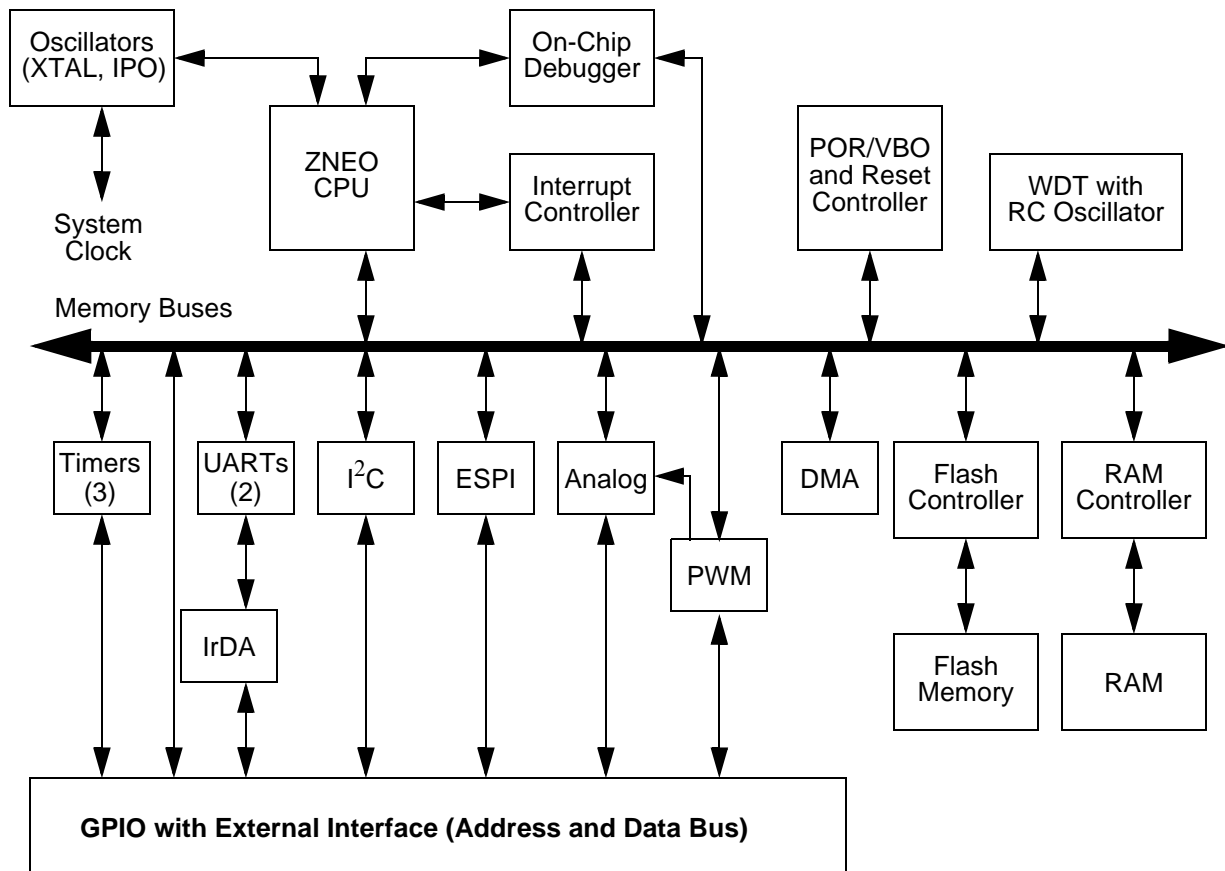 Oscillators
(XTAL, IPO)
On-Chip
Debugger
ZNEO
CPU
Interrupt
Controller
POR/VBO
and Reset
Controller
WDT with
RC Oscillator
System
Clock
Memory Buses
Timers
(3)
UARTs
(2)
I²C
ESPI
Analog
DMA
Flash
Controller
RAM
Controller
PWM
IrDA
Flash
Memory
RAM
GPIO with External Interface (Address and Data Bus)